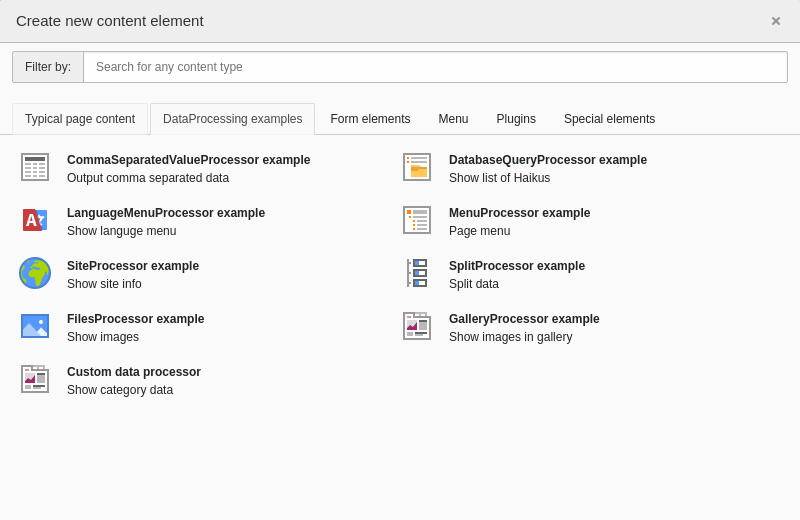 Create new content element
×
Filter by:
Search for any content type
Typical page content
DataProcessing examples
Form elements
Menu
Plugins
Special elements
CommaSeparatedValueProcessor example
Output comma separated data
DatabaseQueryProcessor example
Show list of Haikus
LanguageMenuProcessor example
Show languge menu
MenuProcessor example
Page menu
SiteProcessor example
Show site info
SplitProcessor example
Split data
FilesProcessor example
Show images
GalleryProcessor example
Show images in gallery
Custom data processor
Show category data